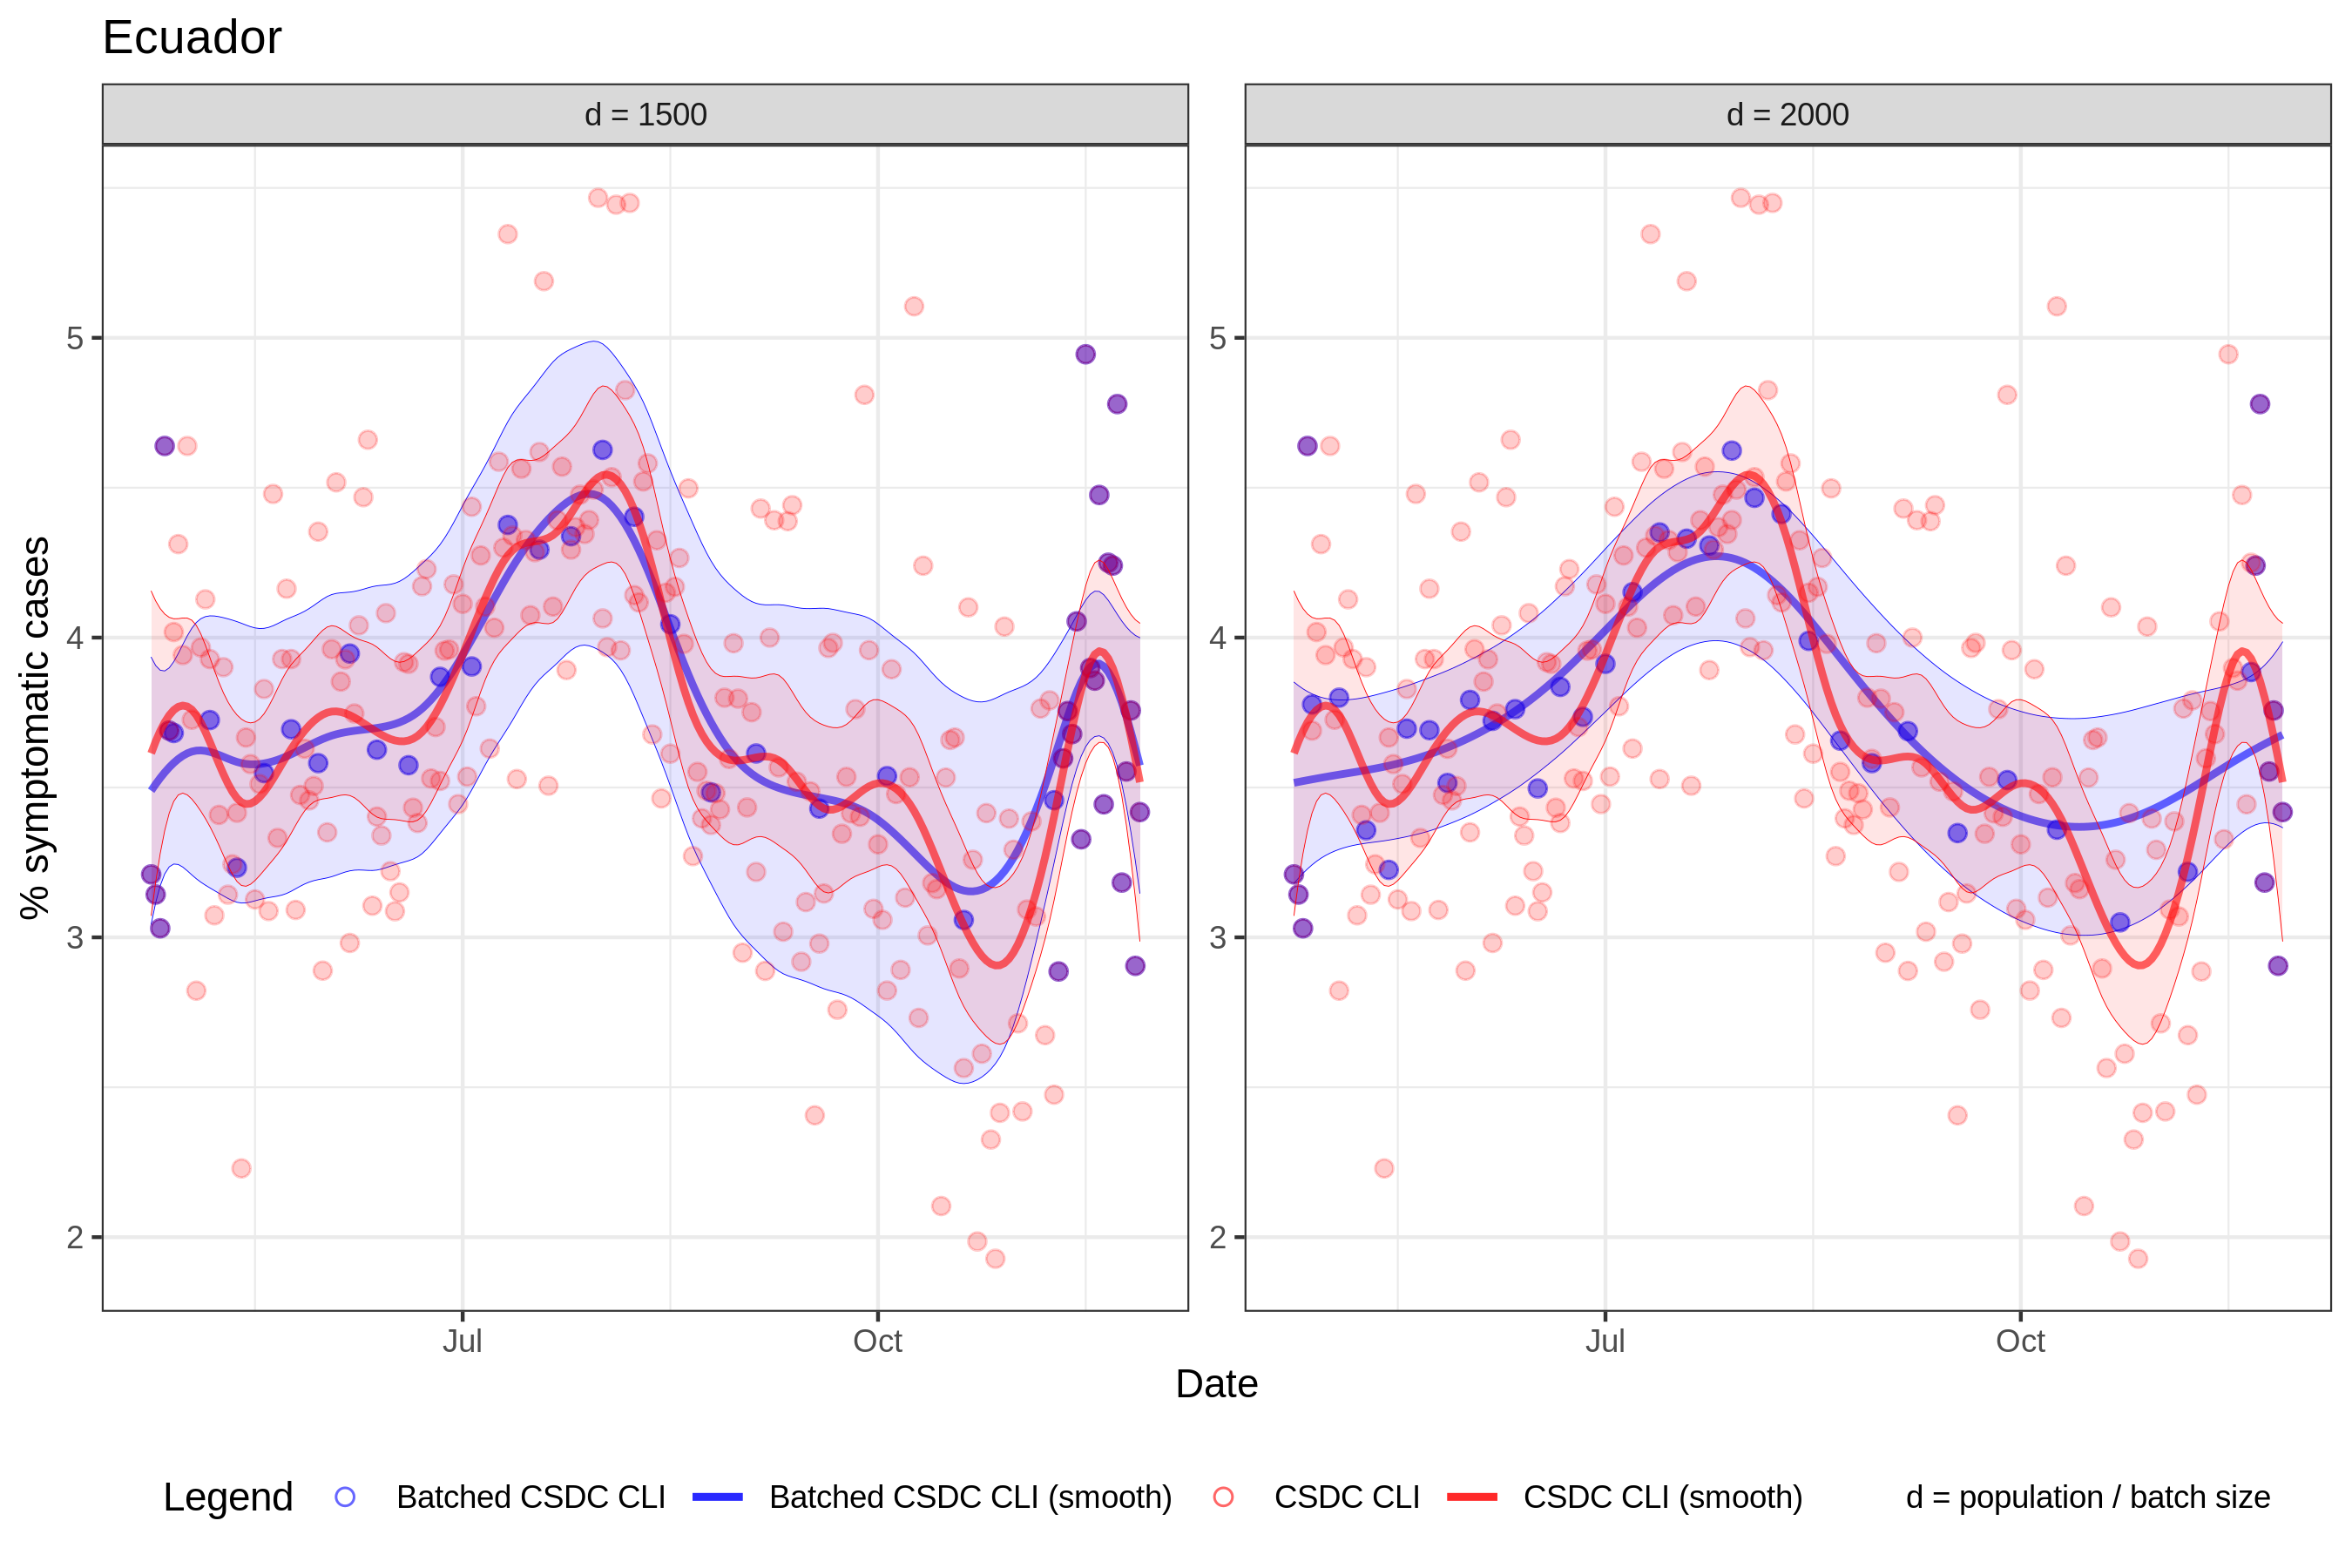 Ecuador
d = 1500
d = 2000
% symptomatic cases
5
4
3
2
5
4
3
2
Jul
Oct
Jul
Oct
Date
Legend
Batched CSDC CLI
Batched CSDC CLI (smooth)
CSDC CLI
CSDC CLI (smooth)
d = population / batch size